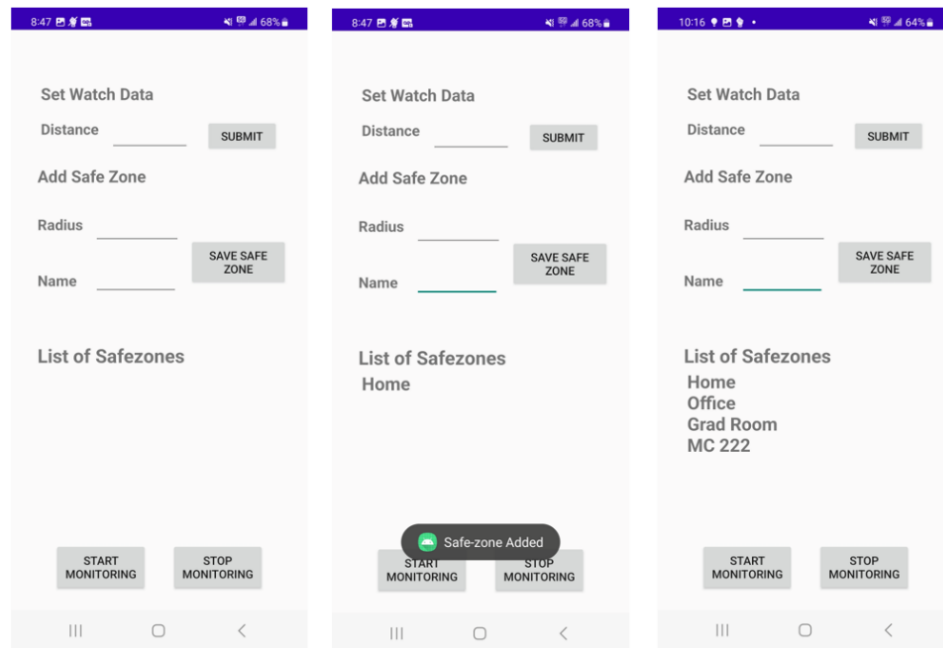 8:47 68%
Set Watch Data
Distance SUBMIT
Add Safe Zone
Radius
SAVE SAFE
ZONE
Name
List of Safezones
START
MONITORING
STOP
MONITORING
8:47 68%
Set Watch Data
Distance SUBMIT
Add Safe Zone
Radius
SAVE SAFE
ZONE
Name
List of Safezones
Home
Safe-zone Added
START
MONITORING
STOP
MONITORING
10:16 64%
Set Watch Data
Distance SUBMIT
Add Safe Zone
Radius
SAVE SAFE
ZONE
Name
List of Safezones
Home
Office
Grad Room
MC 222
START
MONITORING
STOP
MONITORING